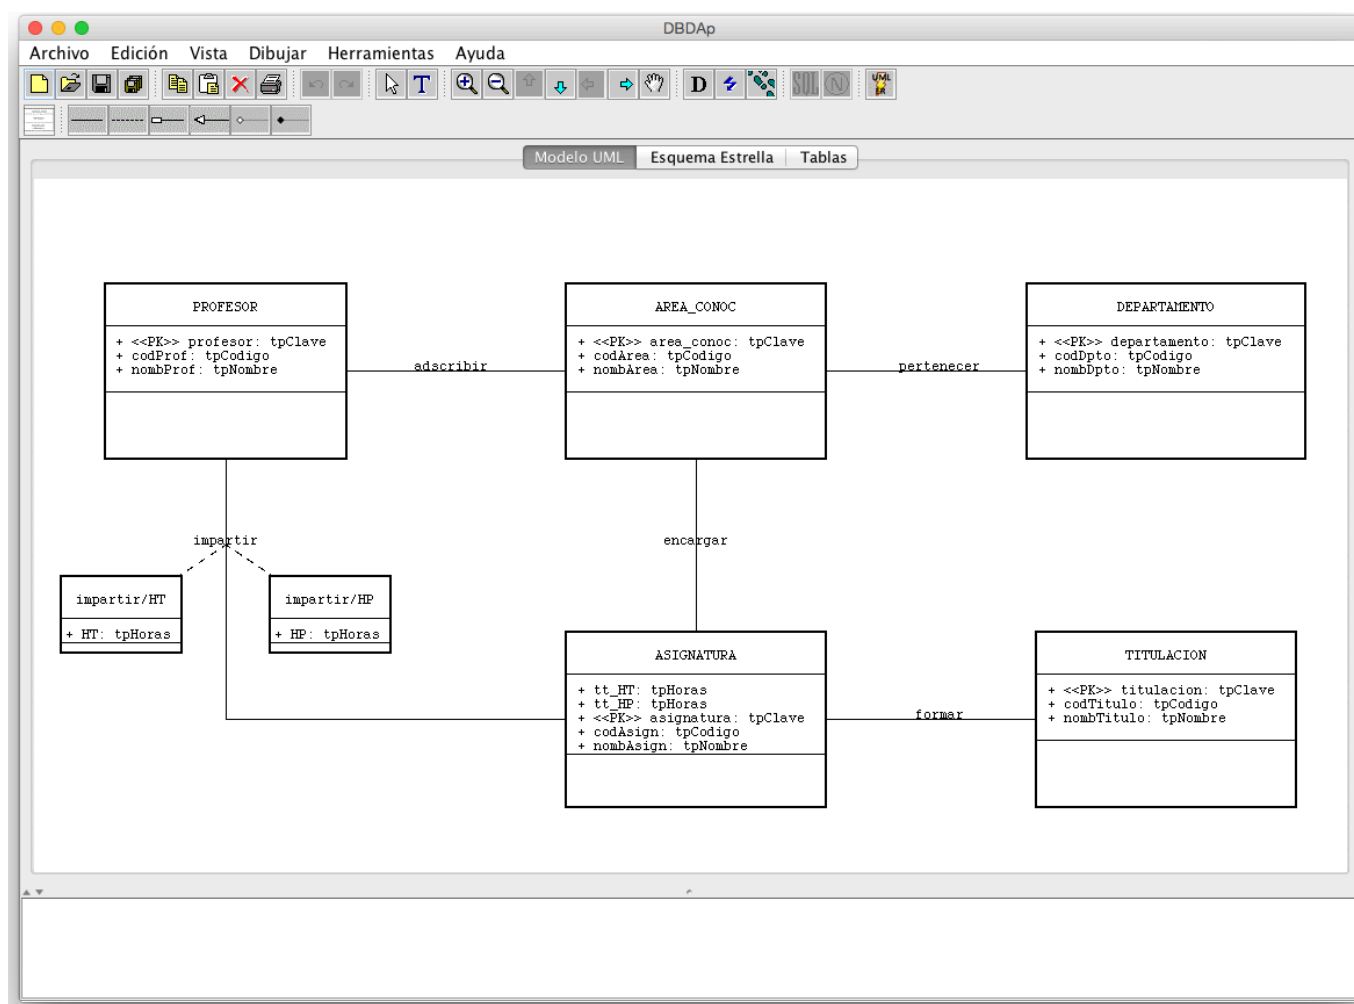 DBDAp
Archivo Edición Vista Dibujar Herramientas Ayuda
T D SQL N UML ER
Modelo UML Esquema Estrella Tablas
PROFESOR
+ <<PK>> profesor: tpClave
+ codProf: tpCodigo
+ nombProf: tpNombre
adscribir
AREA_CONOC
+ <<PK>> area_conoc: tpClave
+ codArea: tpCodigo
+ nombArea: tpNombre
pertenecer
DEPARTAMENTO
+ <<PK>> departamento: tpClave
+ codDpto: tpCodigo
+ nombDpto: tpNombre
impartir
encargar
impartir/HT
+ HT: tpHoras
impartir/HP
+ HP: tpHoras
ASIGNATURA
+ tt_HT: tpHoras
+ tt_HP: tpHoras
+ <<PK>> asignatura: tpClave
+ codAsign: tpCodigo
+ nombAsign: tpNombre
formar
TITULACION
+ <<PK>> titulacion: tpClave
+ codTitulo: tpCodigo
+ nombTitulo: tpNombre